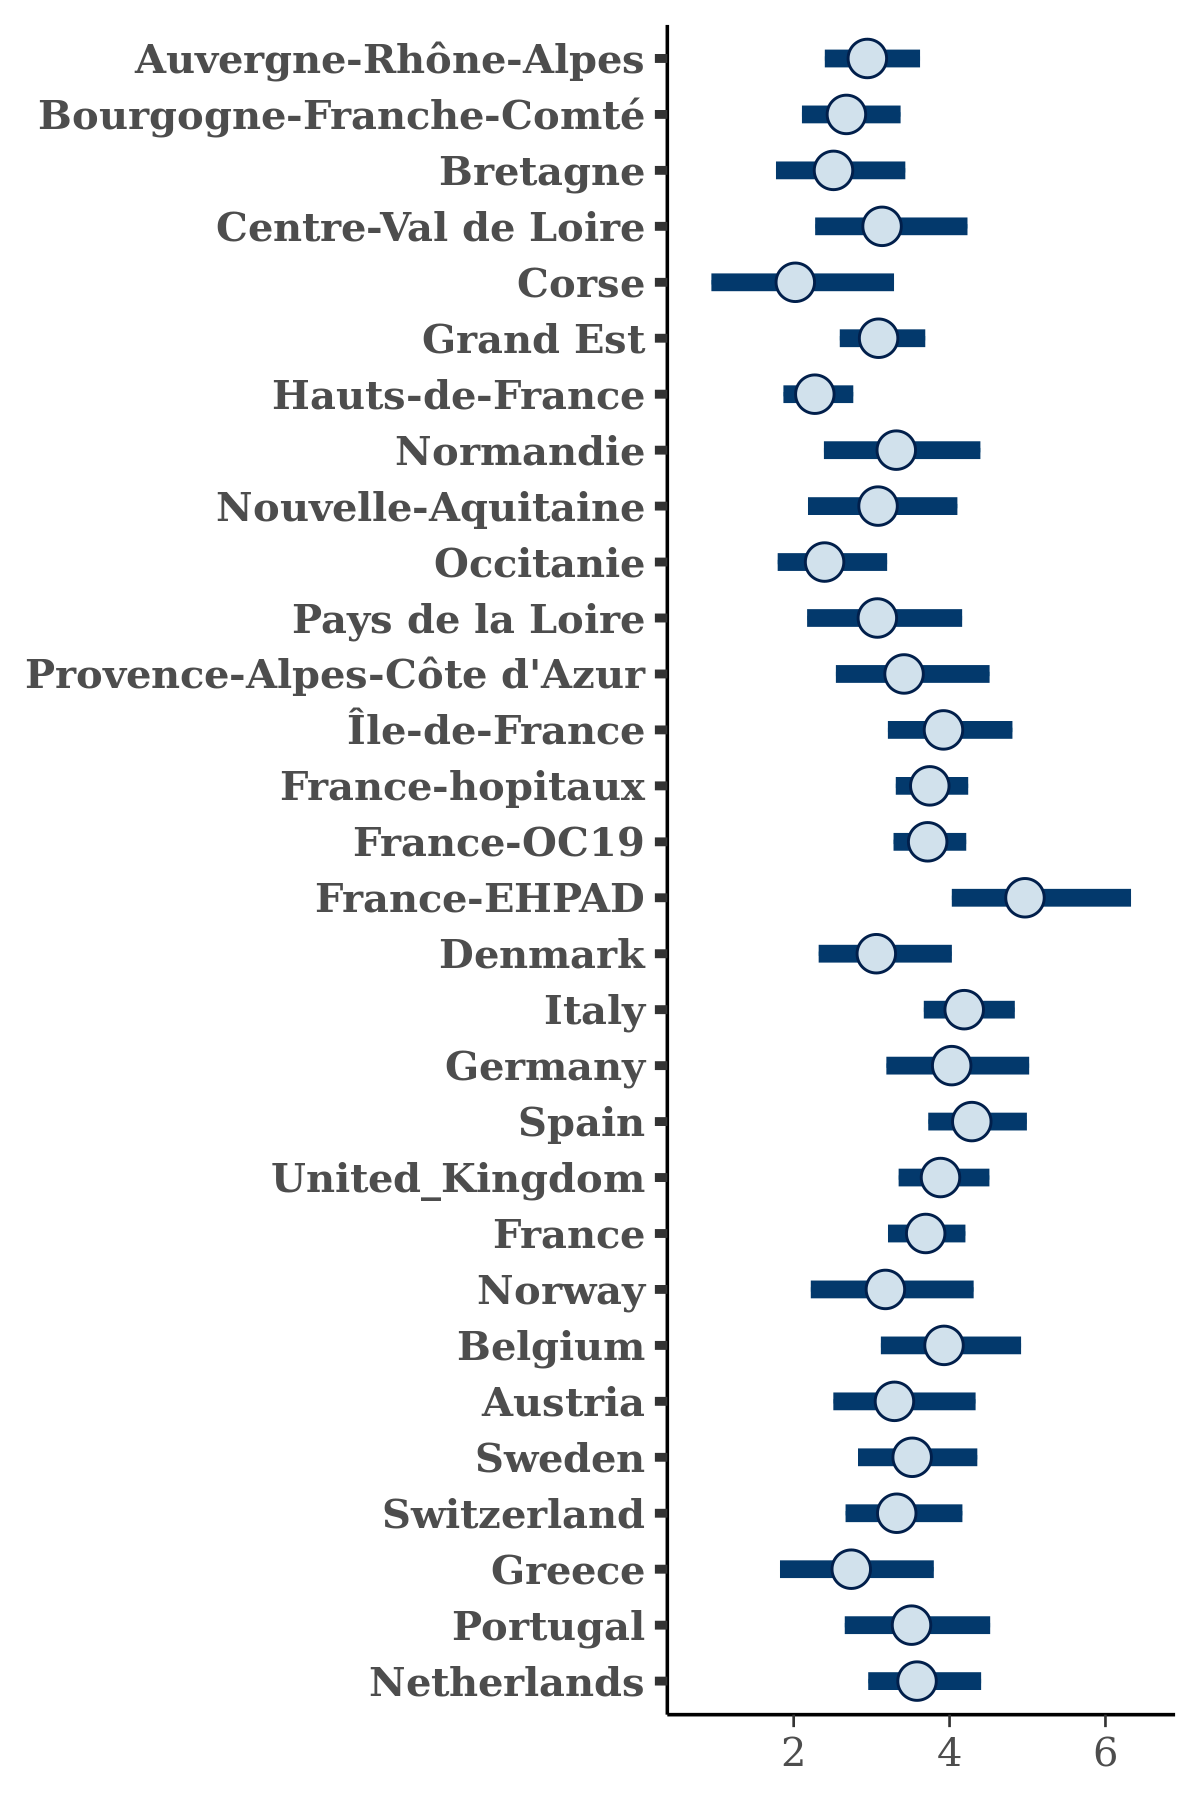 Auvergne-Rhône-Alpes
Bourgogne-Franche-Comté
Bretagne
Centre-Val de Loire
Corse
Grand Est
Hauts-de-France
Normandie
Nouvelle-Aquitaine
Occitanie
Pays de la Loire
Provence-Alpes-Côte d'Azur
Île-de-France
France-hopitaux
France-OC19
France-EHPAD
Denmark
Italy
Germany
Spain
United_Kingdom
France
Norway
Belgium
Austria
Sweden
Switzerland
Greece
Portugal
Netherlands
2 4 6